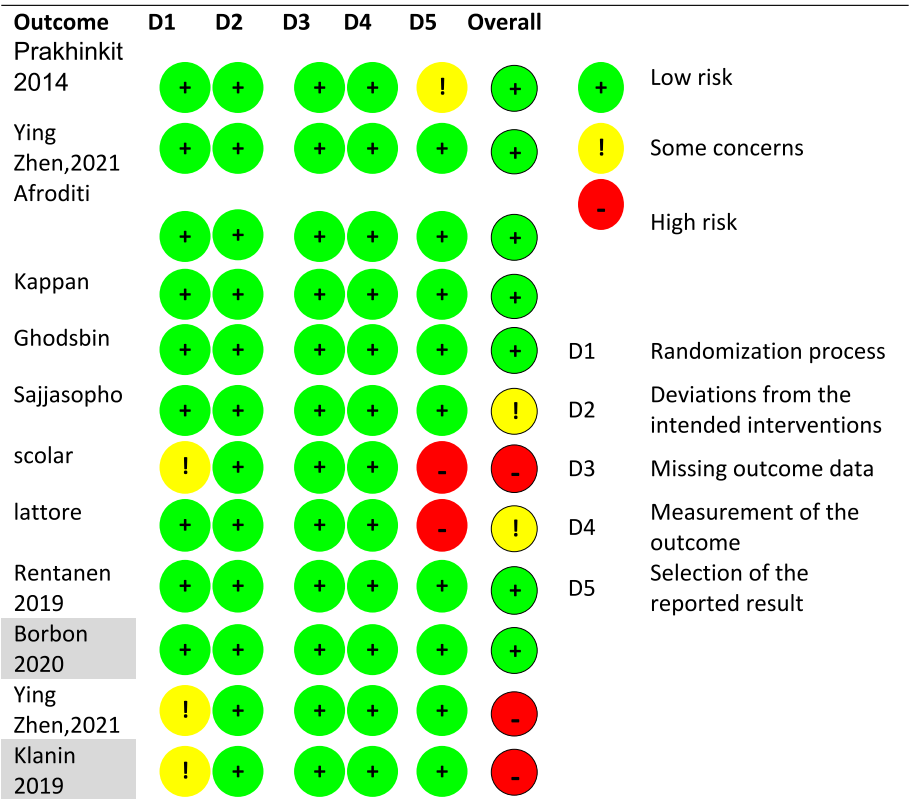 Outcome D1 D2 D3 D4 D5 Overall
Prakhinkit
2014
+ + + + ! +
Ying
Zhen,2021
+ + + + + +
Afroditi
+ + + + + +
Kappan
+ + + + + +
Ghodsbin
+ + + + + +
Sajjasopho
+ + + + + !
scolar
! + + + - -
lattore
+ + + + - !
Rentanen
2019
+ + + + + +
Borbon
2020
+ + + + + +
Ying
Zhen,2021
! + + + + -
Klanin
2019
! + + + + -
+ Low risk
! Some concerns
- High risk
D1 Randomization process
D2 Deviations from the
intended interventions
D3 Missing outcome data
D4 Measurement of the
outcome
D5 Selection of the
reported result